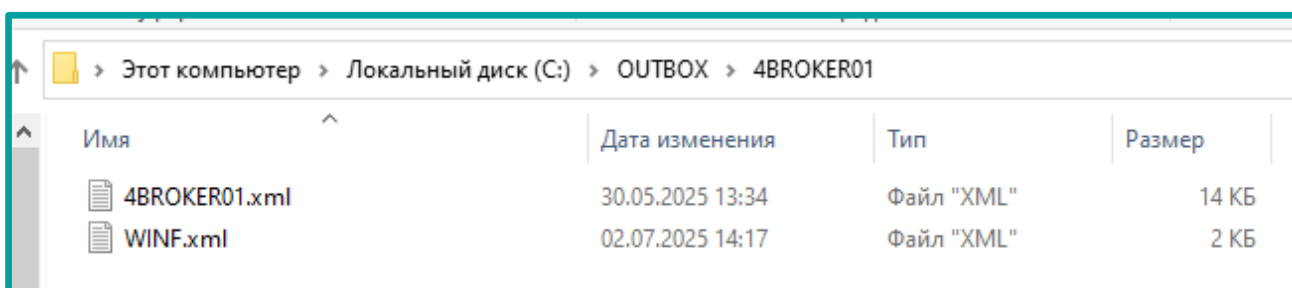 Этот компьютер > Локальный диск (C:) > OUTBOX > 4BROKER01
Имя Дата изменения Тип Размер
4BROKER01.xml 30.05.2025 13:34 Файл "XML" 14 КБ
WINF.xml 02.07.2025 14:17 Файл "XML" 2 КБ